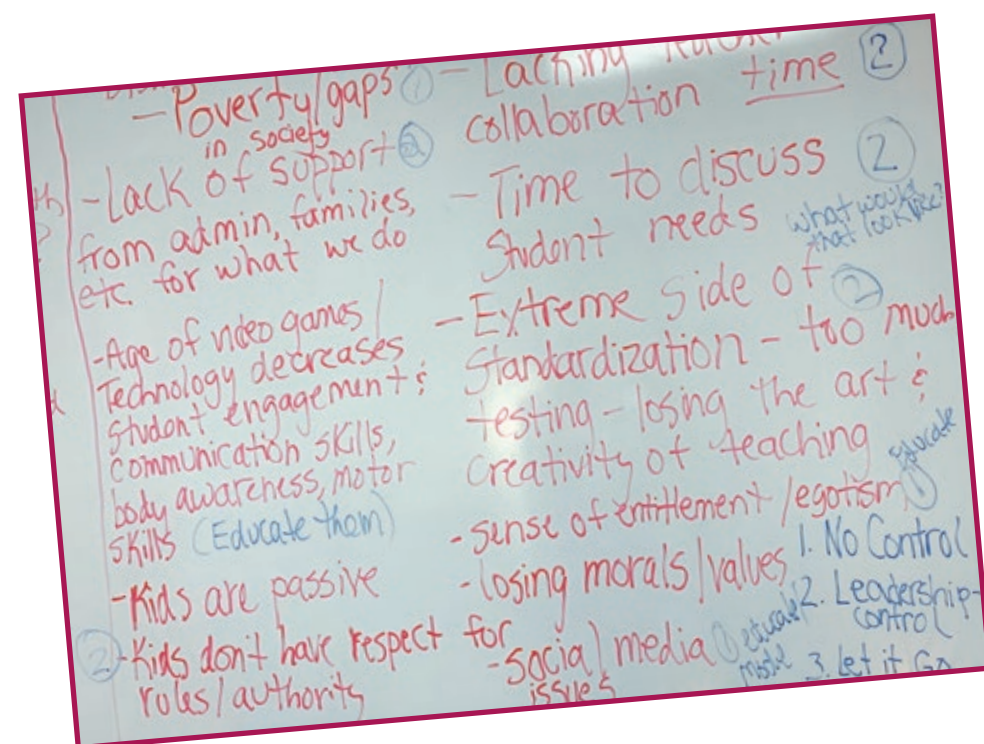 - Poverty/gaps 1
in society
- Lack of support 2
from admin, families,
etc. for what we do
- Age of video games /
Technology decreases
student engagement &
communication skills,
body awareness, motor
skills (Educate them)
- Kids are passive
2 - Kids don't have respect for
rules/authority
- Lacking
collaboration time 2
- Time to discuss 2
Student needs
what would
that look like?
- Extreme side of 2
Standardization - too much
testing - losing the art &
creativity of teaching
- sense of entitlement /egotism 1
Educate
- losing morals/values
- social media 1
issues
educate/
model
1. No Control
2. Leadership-
control
3. Let it Go